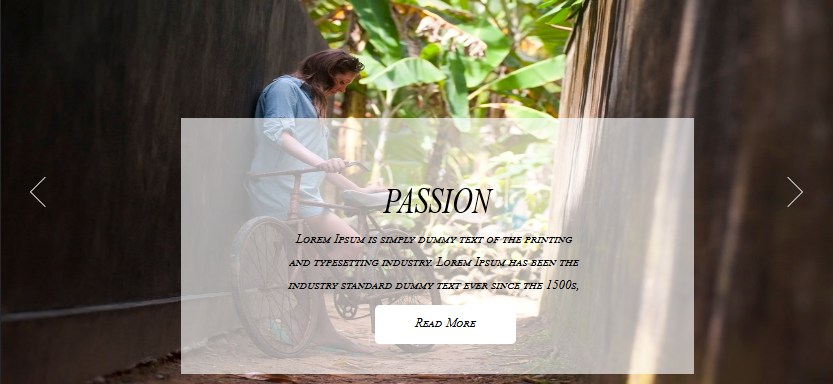 PASSION
Lorem Ipsum is simply dummy text of the printing
and typesetting industry. Lorem Ipsum has been the
industry standard dummy text ever since the 1500s,
Read More